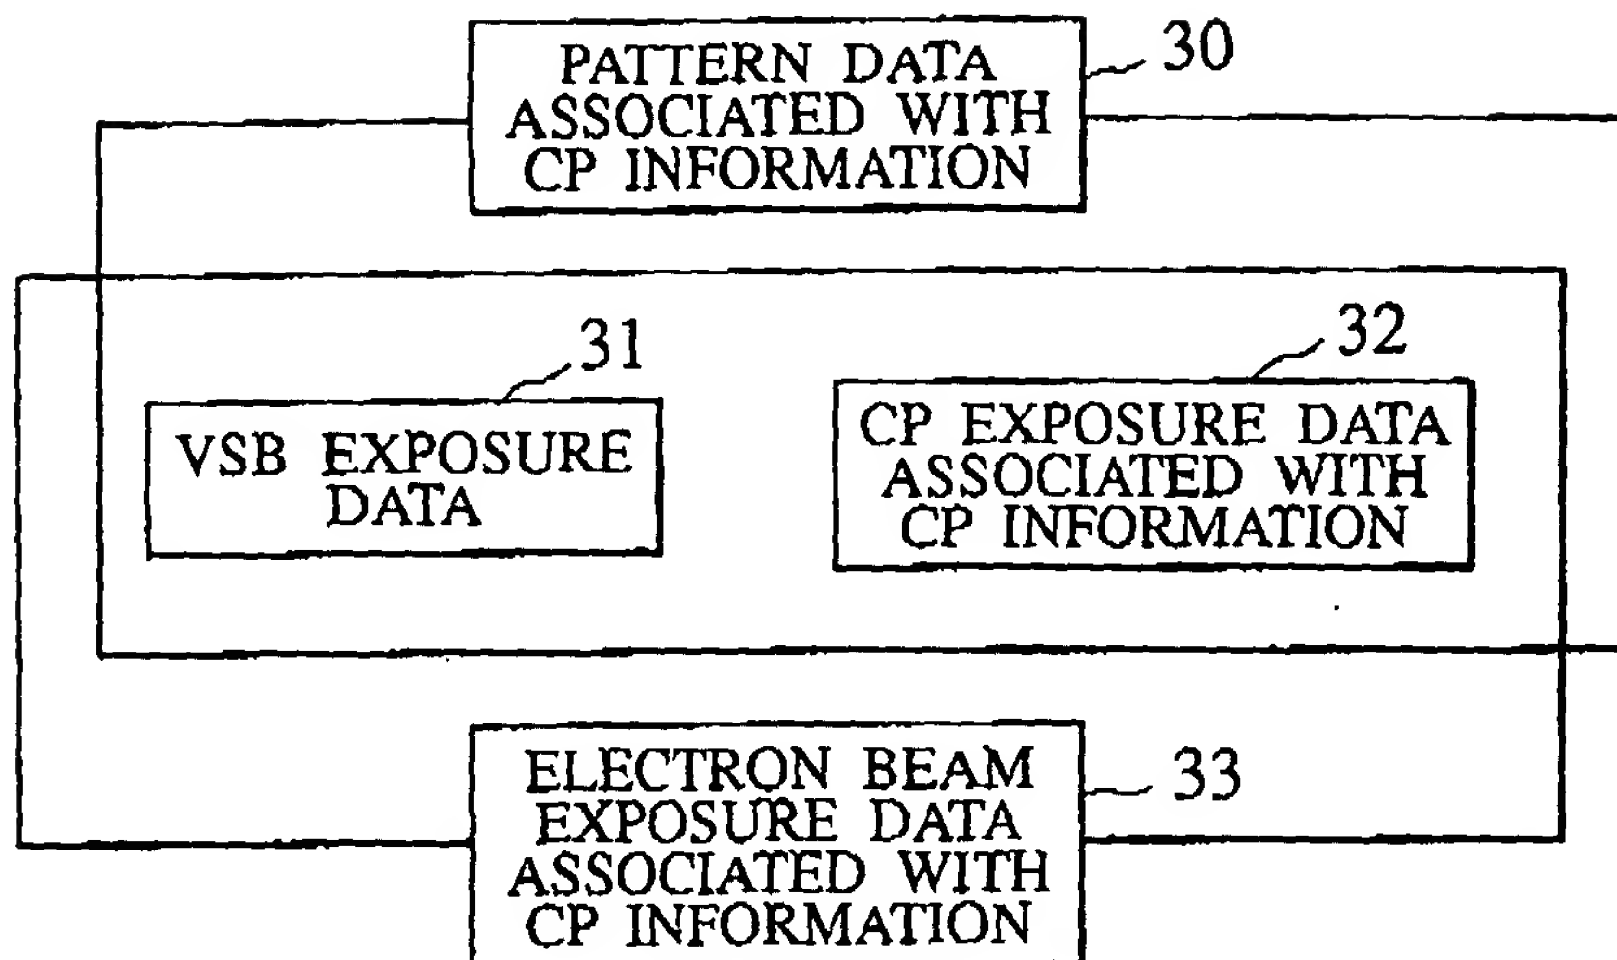 PATTERN DATA
ASSOCIATED WITH
CP INFORMATION
30
31
VSB EXPOSURE
DATA
32
CP EXPOSURE DATA
ASSOCIATED WITH
CP INFORMATION
ELECTRON BEAM
EXPOSURE DATA
ASSOCIATED WITH
CP INFORMATION
33